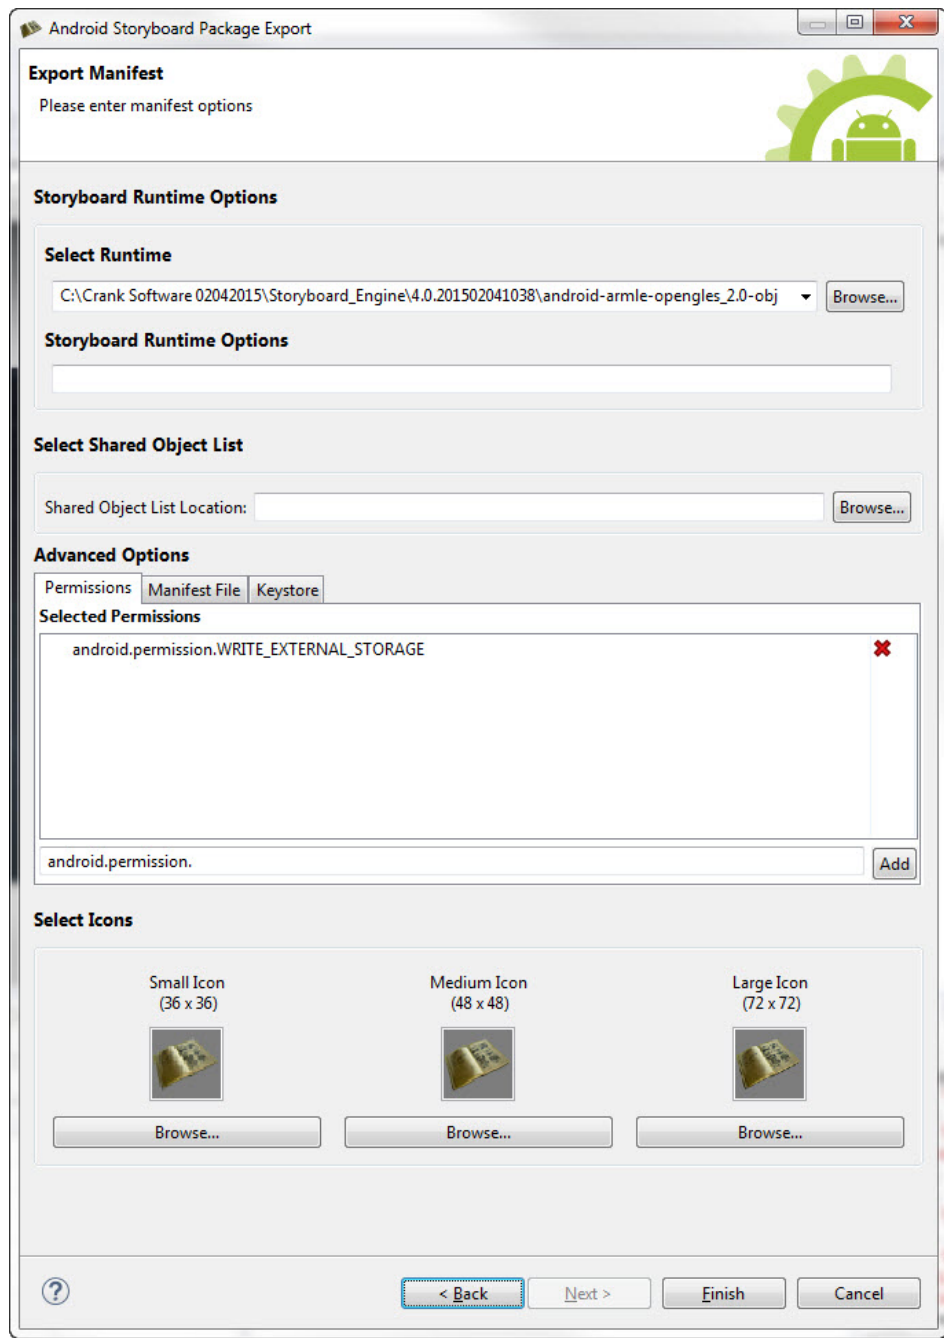 Android Storyboard Package Export
Export Manifest
Please enter manifest options
Storyboard Runtime Options
Select Runtime
C:\Crank Software 02042015\Storyboard_Engine\4.0.201502041038\android-armle-opengles_2.0-obj
Browse...
Storyboard Runtime Options
Select Shared Object List
Shared Object List Location:
Browse...
Advanced Options
Permissions Manifest File Keystore
Selected Permissions
android.permission.WRITE_EXTERNAL_STORAGE
android.permission.
Add
Select Icons
Small Icon Medium Icon Large Icon
(36 x 36) (48 x 48) (72 x 72)
Browse... Browse... Browse...
< Back Next > Finish Cancel